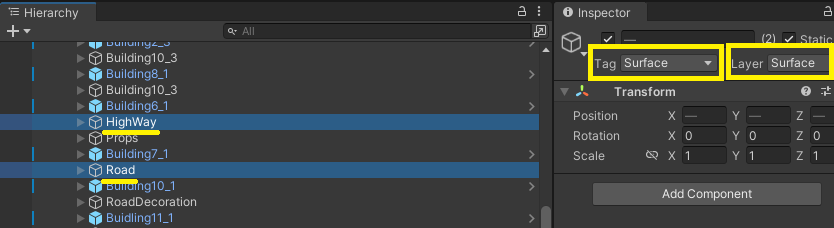 Hierarchy
All
Building2_3
Building10_3
Building8_1
Building10_3
Building6_1
HighWay
Props
Building7_1
Road
Building10_1
RoadDecoration
Buidling11_1
Inspector
— (2) Static
Tag Surface Layer Surface
Transform
Position X — Y — Z —
Rotation X 0 Y 0 Z 0
Scale X 1 Y 1 Z 1
Add Component